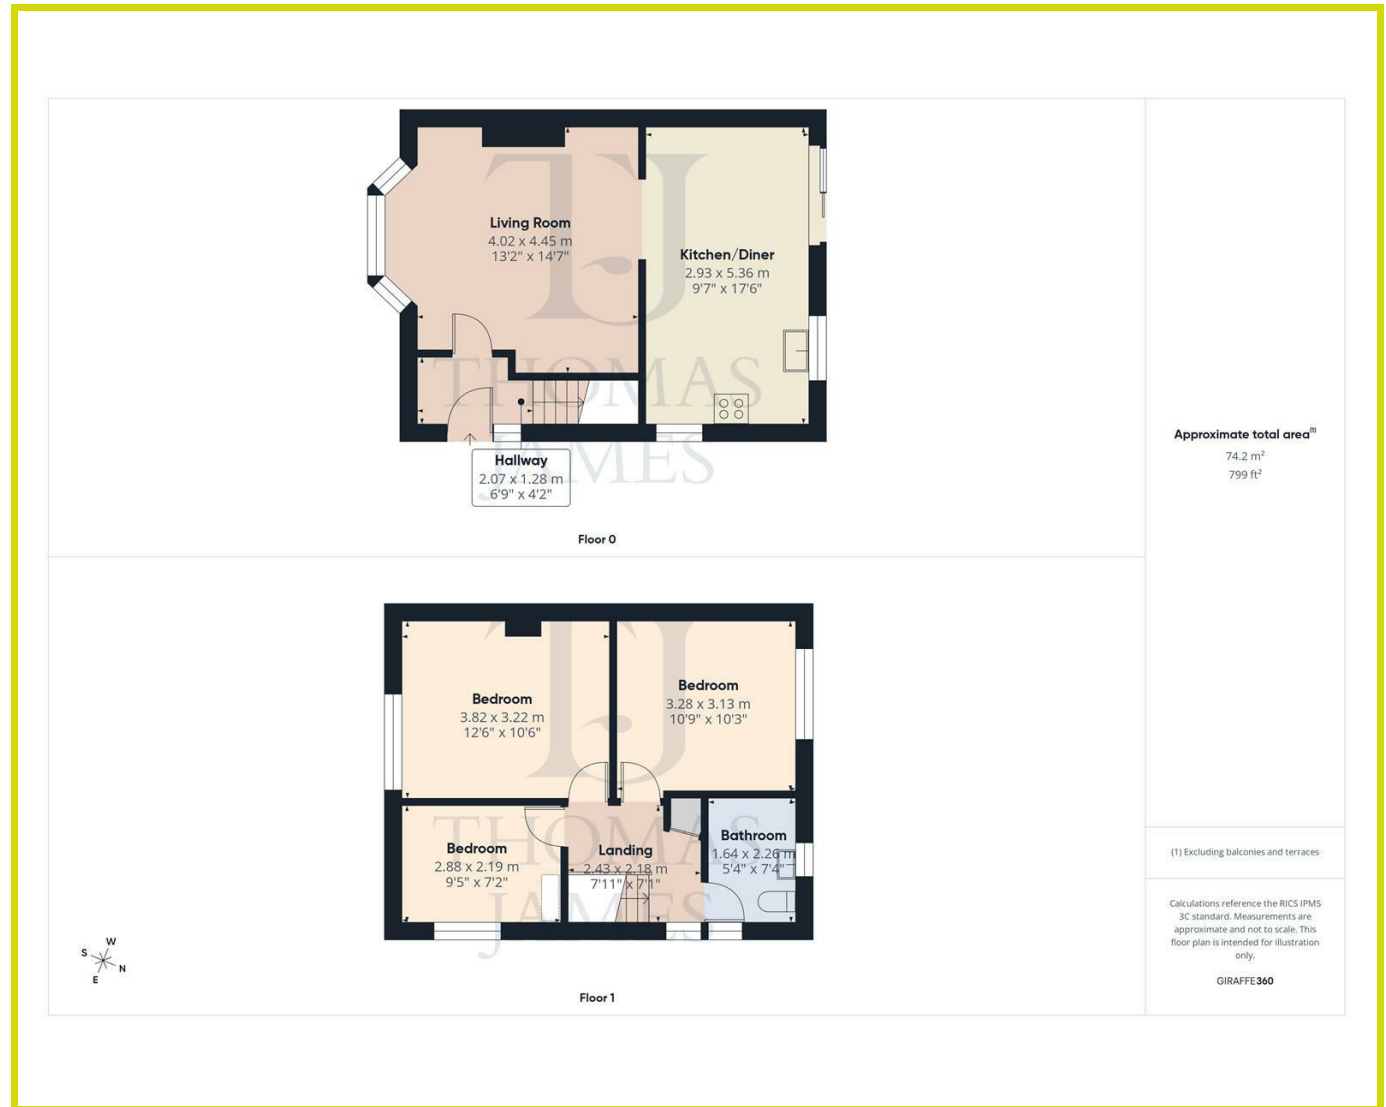 Living Room
4.02 x 4.45 m
13'2" x 14'7"
Kitchen/Diner
2.93 x 5.36 m
9'7" x 17'6"
Hallway
2.07 x 1.28 m
6'9" x 4'2"
TJ
THOMAS
JAMES
Floor 0
Approximate total area(1)
74.2 m²
799 ft²
Bedroom
3.82 x 3.22 m
12'6" x 10'6"
Bedroom
3.28 x 3.13 m
10'9" x 10'3"
Bedroom
2.88 x 2.19 m
9'5" x 7'2"
Landing
2.43 x 2.18 m
7'11" x 7'1"
Bathroom
1.64 x 2.26 m
5'4" x 7'4"
TJ
THOMAS
JAMES
S W
E N
Floor 1
(1) Excluding balconies and terraces
Calculations reference the RICS IPMS
3C standard. Measurements are
approximate and not to scale. This
floor plan is intended for illustration
only.
GIRAFFE360